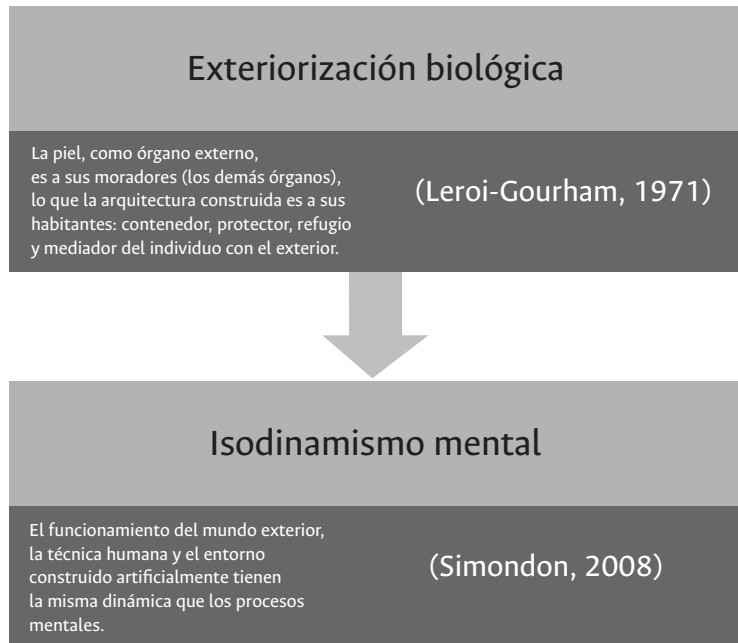 Exteriorización biológica
La piel, como órgano externo,
es a sus moradores (los demás órganos),
lo que la arquitectura construida es a sus
habitantes: contenedor, protector, refugio
y mediador del individuo con el exterior.
(Leroi-Gourham, 1971)
Isodinamismo mental
El funcionamiento del mundo exterior,
la técnica humana y el entorno
construido artificialmente tienen
la misma dinámica que los procesos
mentales.
(Simondon, 2008)